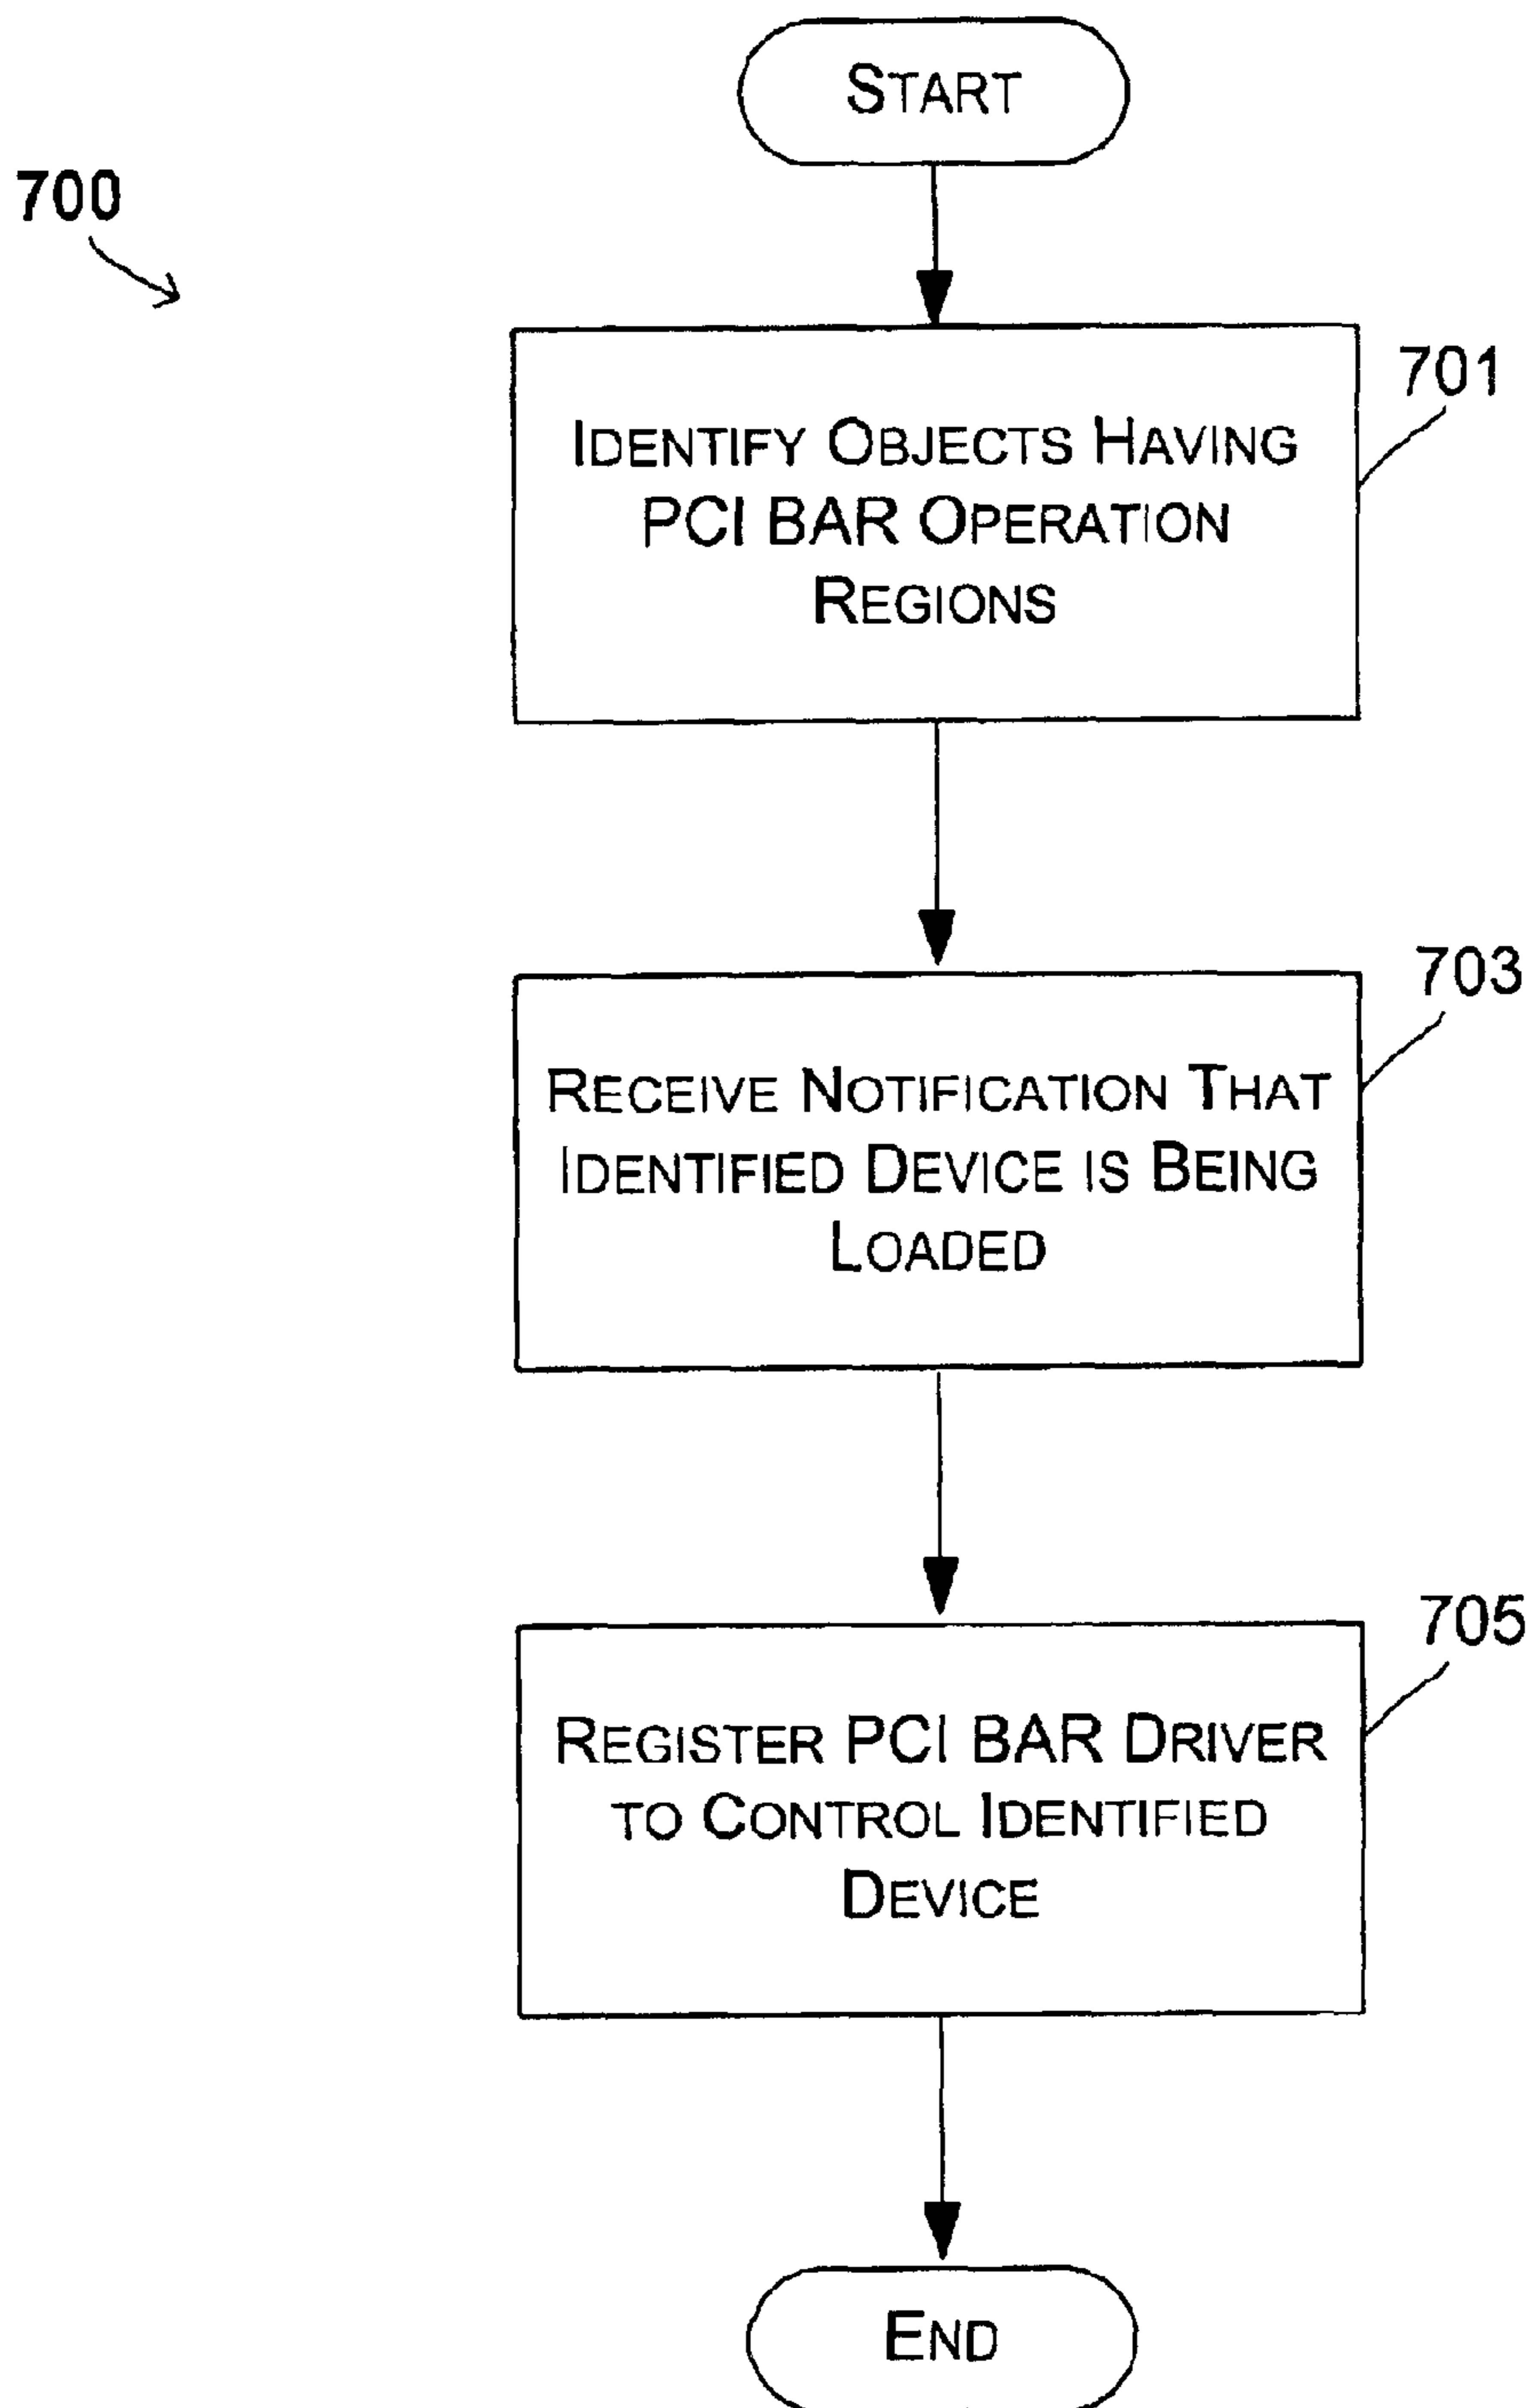 START
700
701
IDENTIFY OBJECTS HAVING
PCI BAR OPERATION
REGIONS
703
RECEIVE NOTIFICATION THAT
IDENTIFIED DEVICE IS BEING
LOADED
705
REGISTER PCI BAR DRIVER
TO CONTROL IDENTIFIED
DEVICE
END